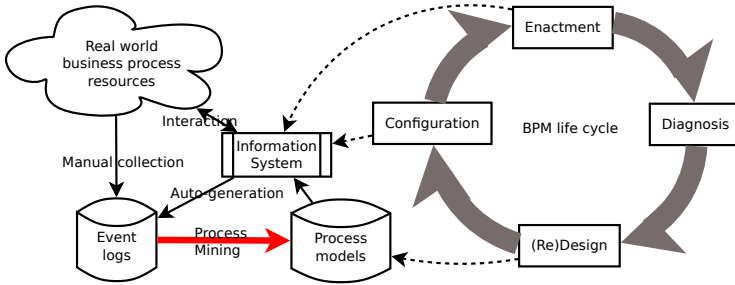 Real world
business process
resources
Enactment
Interaction
Configuration
BPM life cycle
Diagnosis
Information
System
Manual collection
Auto-generation
Event
logs
Process
Mining
Process
models
(Re)Design